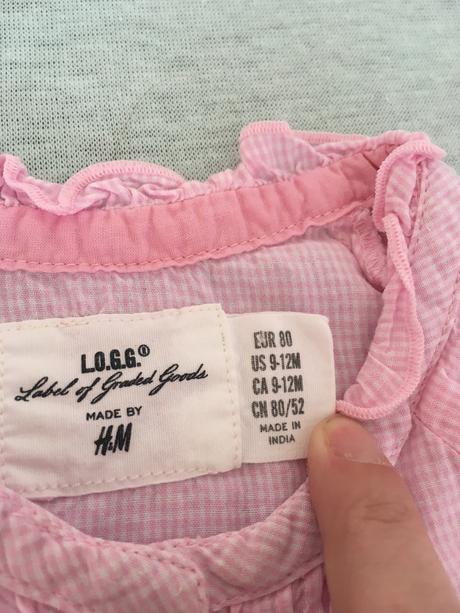 L.O.G.G.®
Label of Graded Goods
MADE BY
H&M
EUR 80
US 9-12M
CA 9-12M
CN 80/52
MADE IN
INDIA